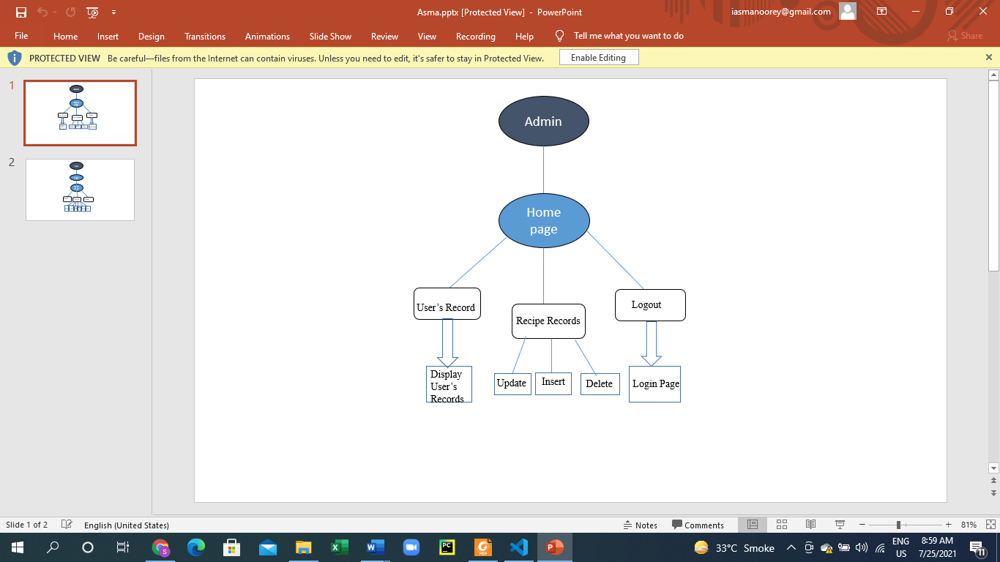 Asma.pptx [Protected View] - PowerPoint
iasmanoorey@gmail.com
File Home Insert Design Transitions Animations Slide Show Review View Recording Help Tell me what you want to do Share
PROTECTED VIEW Be careful—files from the Internet can contain viruses. Unless you need to edit, it's safer to stay in Protected View. Enable Editing
1
2
Admin
Home
page
User's Record
Recipe Records
Logout
Display
User's
Records
Update
Insert
Delete
Login Page
Slide 1 of 2 English (United States) Notes Comments 81%
33°C Smoke
ENG
US
8:59 AM
7/25/2021
11